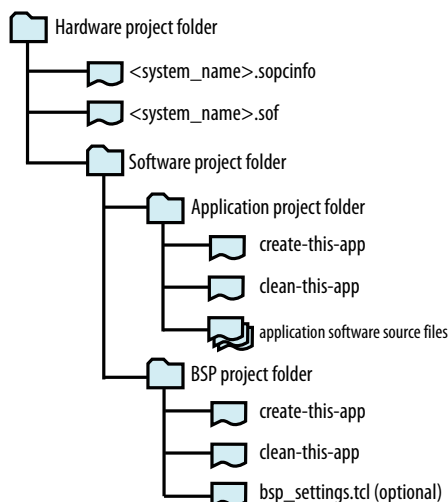 Hardware project folder
<system_name>.sopcinfo
<system_name>.sof
Software project folder
Application project folder
create-this-app
clean-this-app
application software source files
BSP project folder
create-this-app
clean-this-app
bsp_settings.tcl (optional)